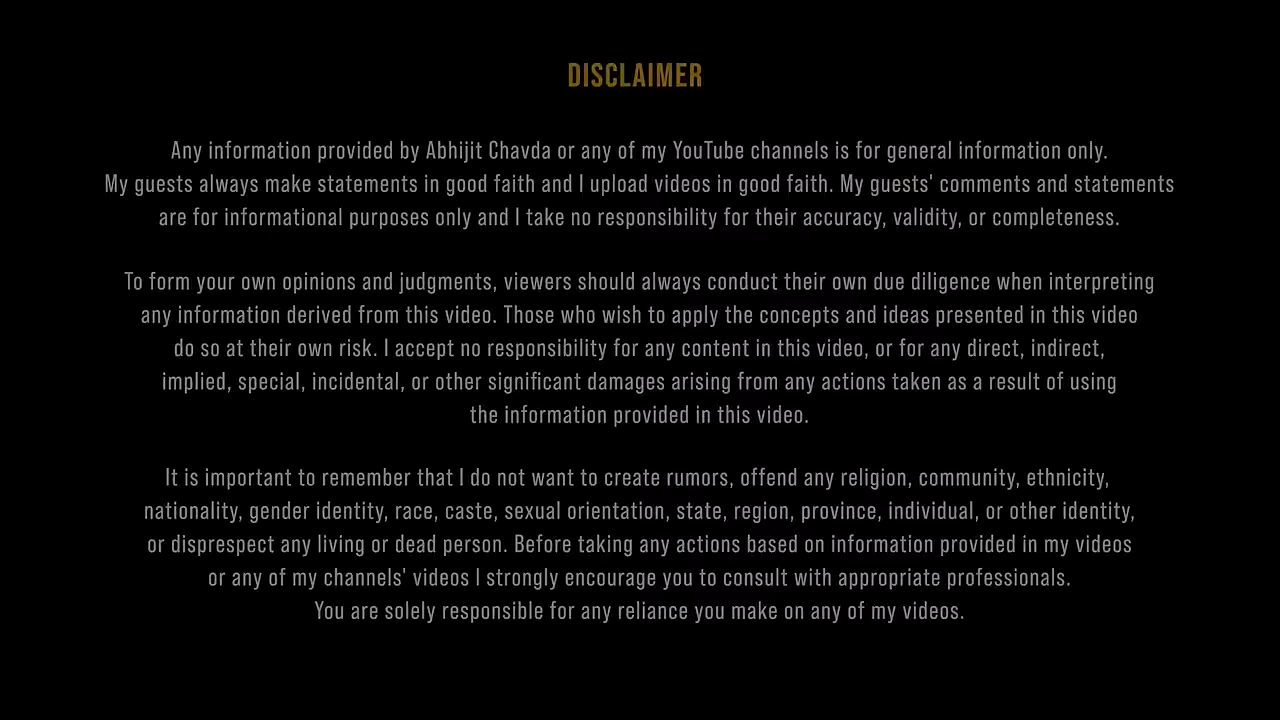 DISCLAIMER
Any information provided by Abhijit Chavda or any of my YouTube channels is for general information only.
My guests always make statements in good faith and I upload videos in good faith. My guests' comments and statements
are for informational purposes only and I take no responsibility for their accuracy, validity, or completeness.
To form your own opinions and judgments, viewers should always conduct their own due diligence when interpreting
any information derived from this video. Those who wish to apply the concepts and ideas presented in this video
do so at their own risk. I accept no responsibility for any content in this video, or for any direct, indirect,
implied, special, incidental, or other significant damages arising from any actions taken as a result of using
the information provided in this video.
It is important to remember that I do not want to create rumors, offend any religion, community, ethnicity,
nationality, gender identity, race, caste, sexual orientation, state, region, province, individual, or other identity,
or disprespect any living or dead person. Before taking any actions based on information provided in my videos
or any of my channels' videos I strongly encourage you to consult with appropriate professionals.
You are solely responsible for any reliance you make on any of my videos.